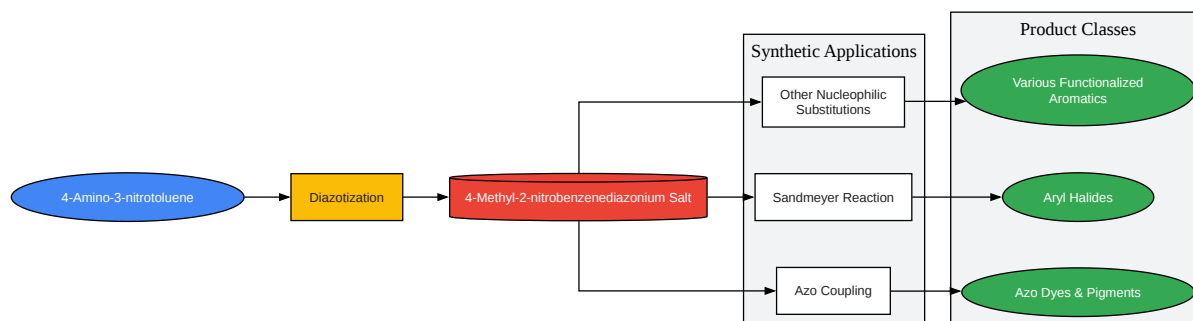 Product Classes
Synthetic Applications
Other Nucleophilic
Substitutions
Various Functionalized
Aromatics
4-Amino-3-nitrotoluene
Diazotization
4-Methyl-2-nitrobenzenediazonium Salt
Sandmeyer Reaction
Aryl Halides
Azo Coupling
Azo Dyes & Pigments